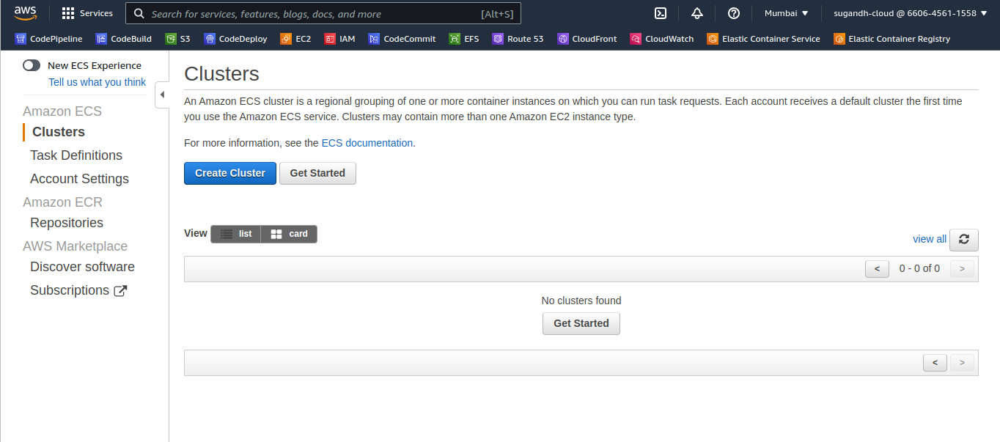 aws
Services
Search for services, features, blogs, docs, and more [Alt+S]
Mumbai ▼
sugandh-cloud @ 6606-4561-1558 ▼
CodePipeline CodeBuild S3 CodeDeploy EC2 IAM CodeCommit EFS Route 53 CloudFront CloudWatch Elastic Container Service Elastic Container Registry
New ECS Experience
Tell us what you think
Amazon ECS
Clusters
Task Definitions
Account Settings
Amazon ECR
Repositories
AWS Marketplace
Discover software
Subscriptions
Clusters
An Amazon ECS cluster is a regional grouping of one or more container instances on which you can run task requests. Each account receives a default cluster the first time
you use the Amazon ECS service. Clusters may contain more than one Amazon EC2 instance type.
For more information, see the ECS documentation.
Create Cluster Get Started
View list card
view all
< 0 - 0 of 0 >
No clusters found
Get Started
< >